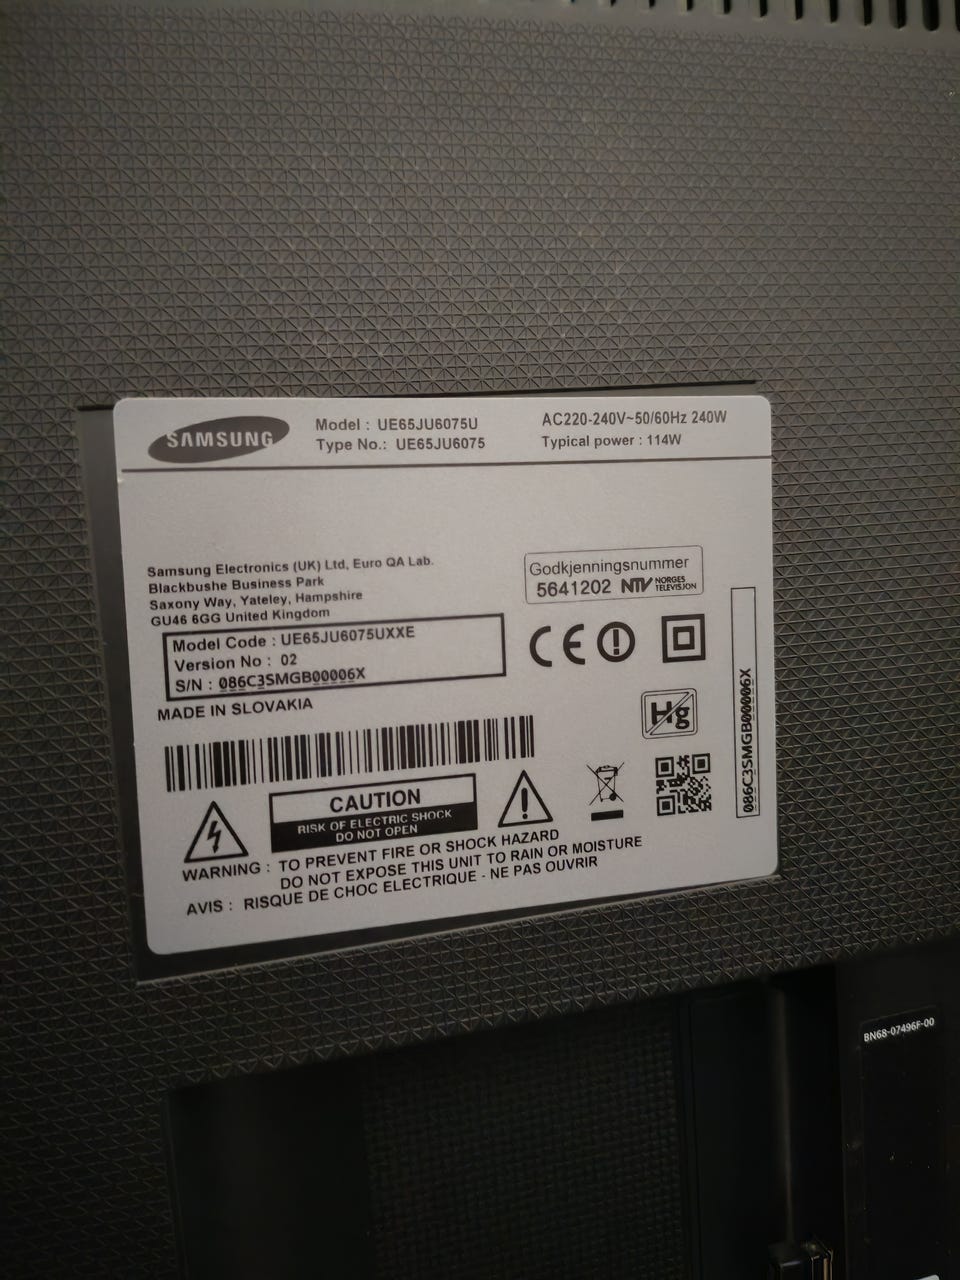 SAMSUNG
Model : UE65JU6075U
Type No.: UE65JU6075
AC220-240V~50/60Hz 240W
Typical power : 114W
Samsung Electronics (UK) Ltd, Euro QA Lab.
Blackbushe Business Park
Saxony Way, Yateley, Hampshire
GU46 6GG United Kingdom
Godkjenningsnummer
5641202 NTV NORGES TELEVISJON
Model Code : UE65JU6075UXXE
Version No : 02
S/N : 086C3SMGB00006X
MADE IN SLOVAKIA
CE
Hg
086C3SMGB00006X
CAUTION
RISK OF ELECTRIC SHOCK
DO NOT OPEN
WARNING : TO PREVENT FIRE OR SHOCK HAZARD
DO NOT EXPOSE THIS UNIT TO RAIN OR MOISTURE
AVIS : RISQUE DE CHOC ELECTRIQUE - NE PAS OUVRIR
BN68-07496F-00